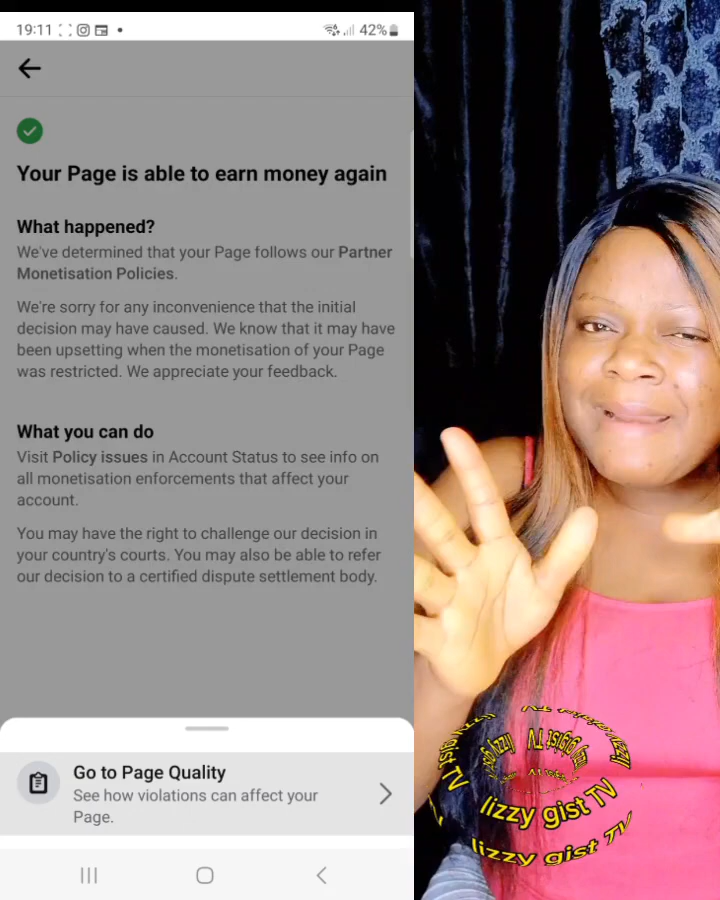 19:11
42%
Your Page is able to earn money again
What happened?
We've determined that your Page follows our Partner
Monetisation Policies.
We're sorry for any inconvenience that the initial
decision may have caused. We know that it may have
been upsetting when the monetisation of your Page
was restricted. We appreciate your feedback.
What you can do
Visit Policy issues in Account Status to see info on
all monetisation enforcements that affect your
account.
You may have the right to challenge our decision in
your country's courts. You may also be able to refer
our decision to a certified dispute settlement body.
Go to Page Quality
See how violations can affect your
Page.
lizzy gist TV
lizzy gist TV